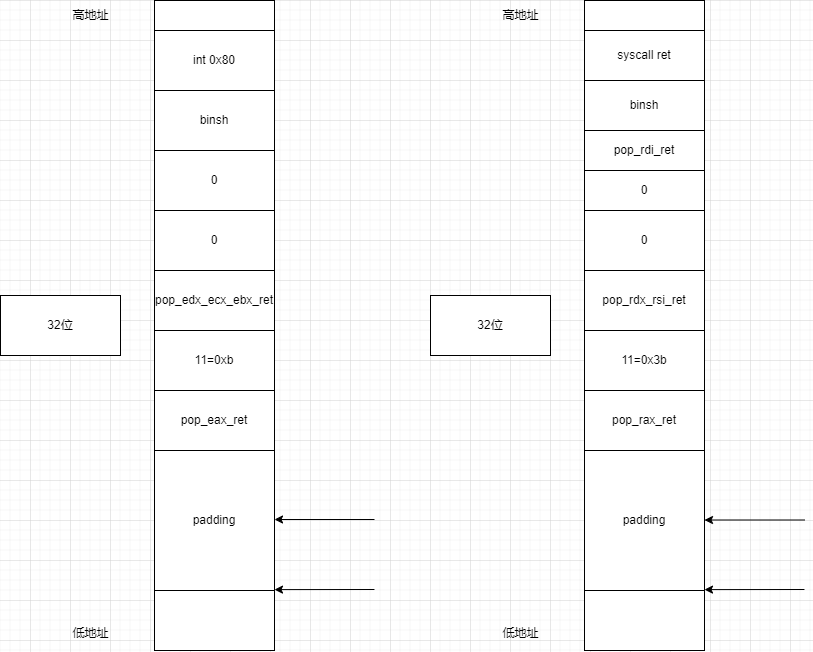 高地址
int 0x80
binsh
0
0
pop_edx_ecx_ebx_ret
32位
11=0xb
pop_eax_ret
padding
低地址
高地址
syscall ret
binsh
pop_rdi_ret
0
0
pop_rdx_rsi_ret
32位
11=0x3b
pop_rax_ret
padding
低地址